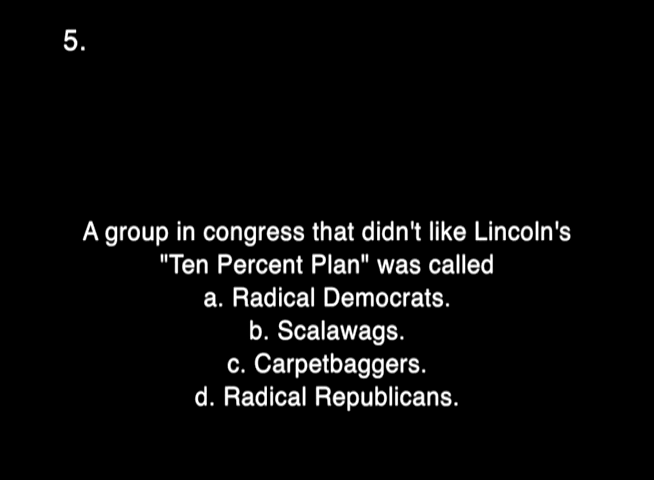 5.
A group in congress that didn't like Lincoln's
"Ten Percent Plan" was called
a. Radical Democrats.
b. Scalawags.
c. Carpetbaggers.
d. Radical Republicans.